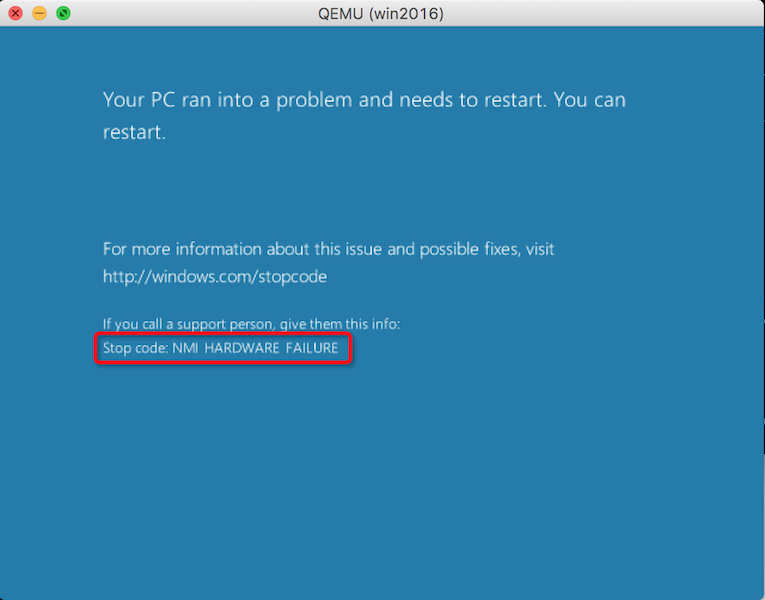 QEMU (win2016)
Your PC ran into a problem and needs to restart. You can
restart.
For more information about this issue and possible fixes, visit
http://windows.com/stopcode
If you call a support person, give them this info:
Stop code: NMI HARDWARE FAILURE